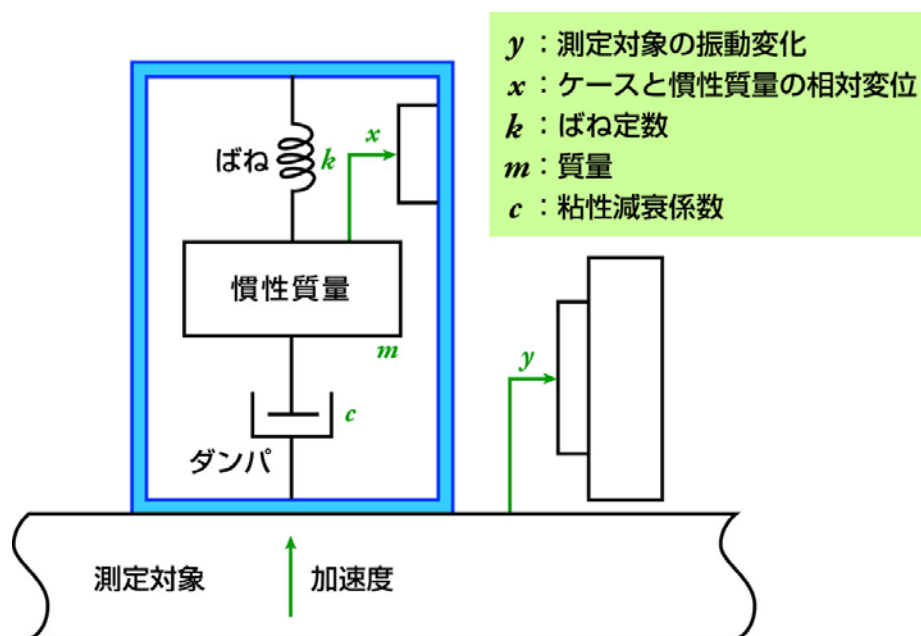 y：測定対象の振動変化
x：ケースと慣性質量の相対変位
k：ばね定数
m：質量
c：粘性減衰係数
x
ばね
k
慣性質量
m
y
c
ダンパ
測定対象
加速度